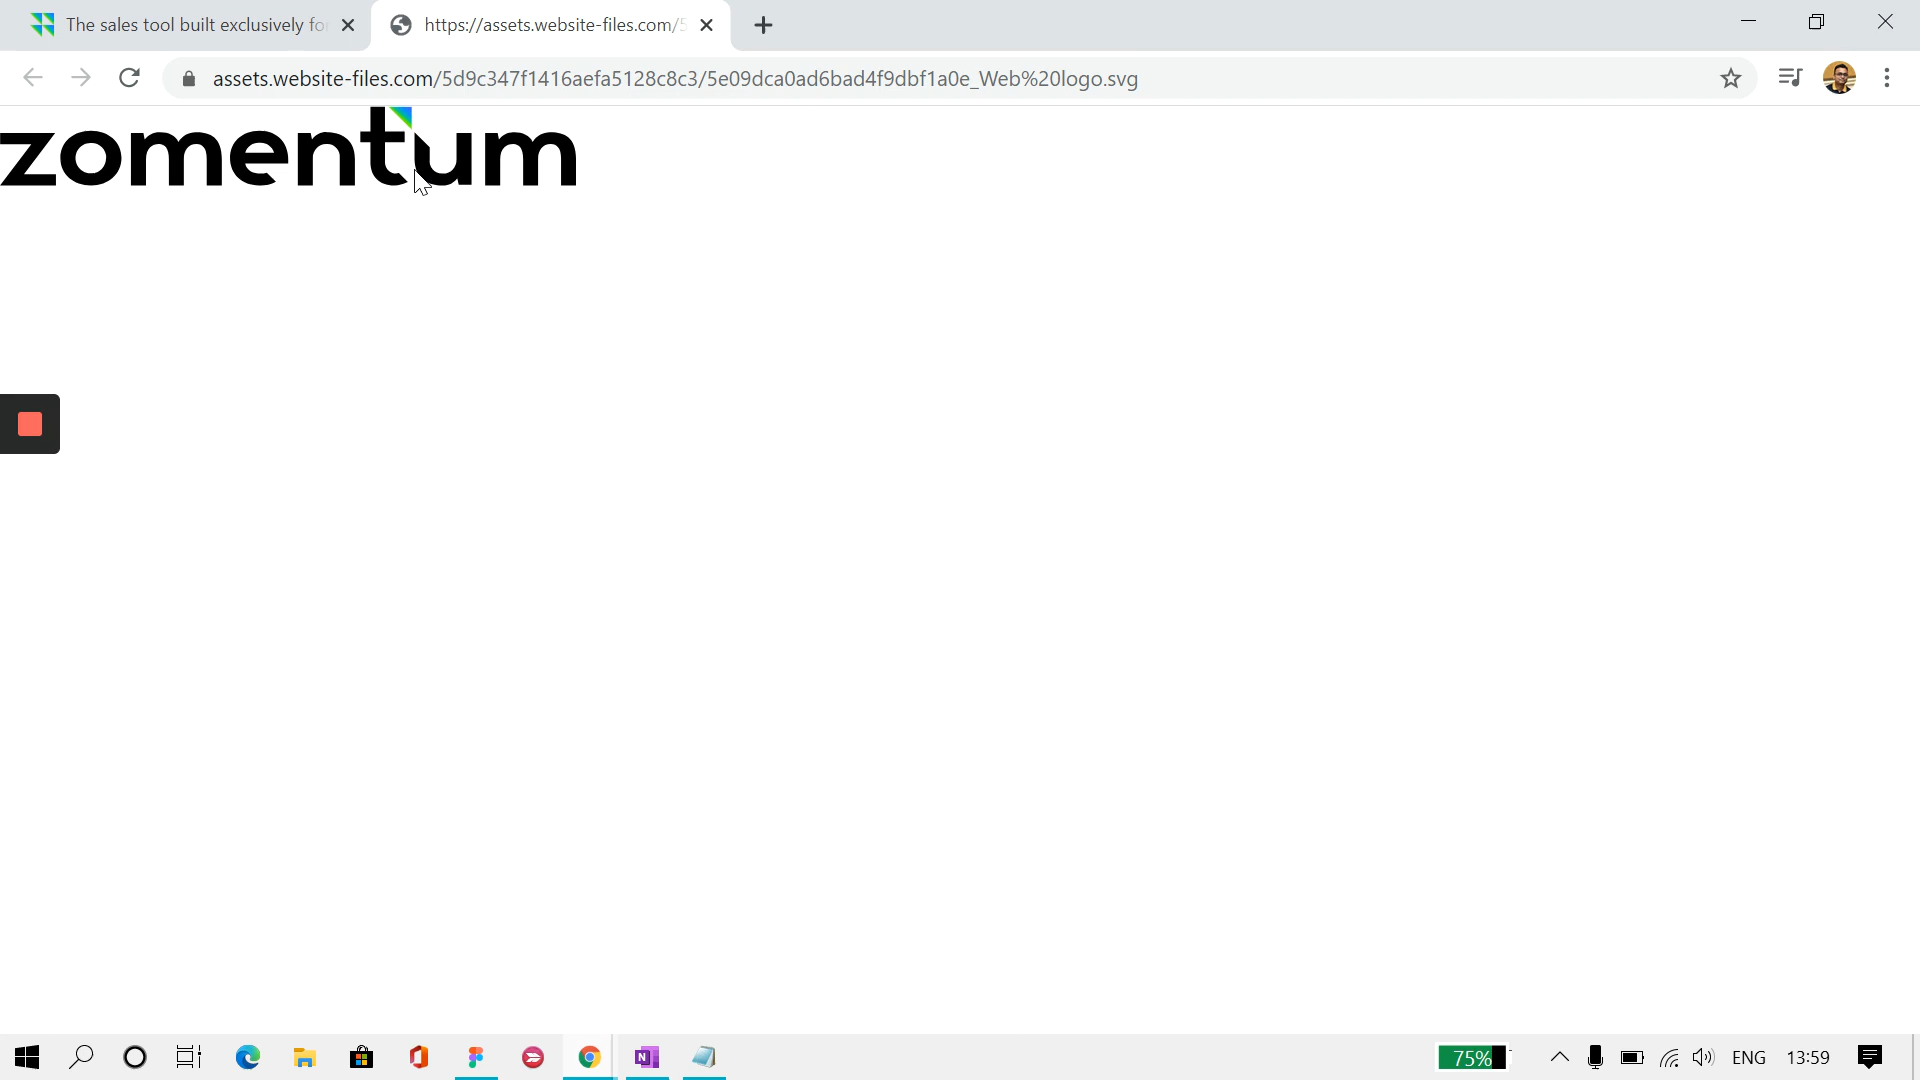 The sales tool built exclusively fo
https://assets.website-files.com/5
assets.website-files.com/5d9c347f1416aefa5128c8c3/5e09dca0ad6bad4f9dbf1a0e_Web%20logo.svg
zomentum
75%
ENG
13:59